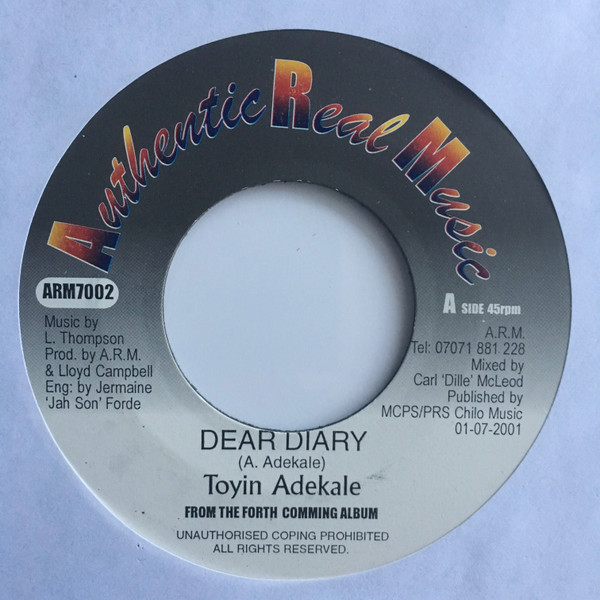 Authentic Real Music
ARM7002
Music by
L. Thompson
Prod. by A.R.M.
& Lloyd Campbell
Eng: by Jermaine
'Jah Son' Forde
A SIDE 45rpm
A.R.M.
Tel: 07071 881 228
Mixed by
Carl 'Dille' McLeod
Published by
MCPS/PRS Chilo Music
01-07-2001
DEAR DIARY
(A. Adekale)
Toyin Adekale
FROM THE FORTH COMMING ALBUM
UNAUTHORISED COPING PROHIBITED
ALL RIGHTS RESERVED.